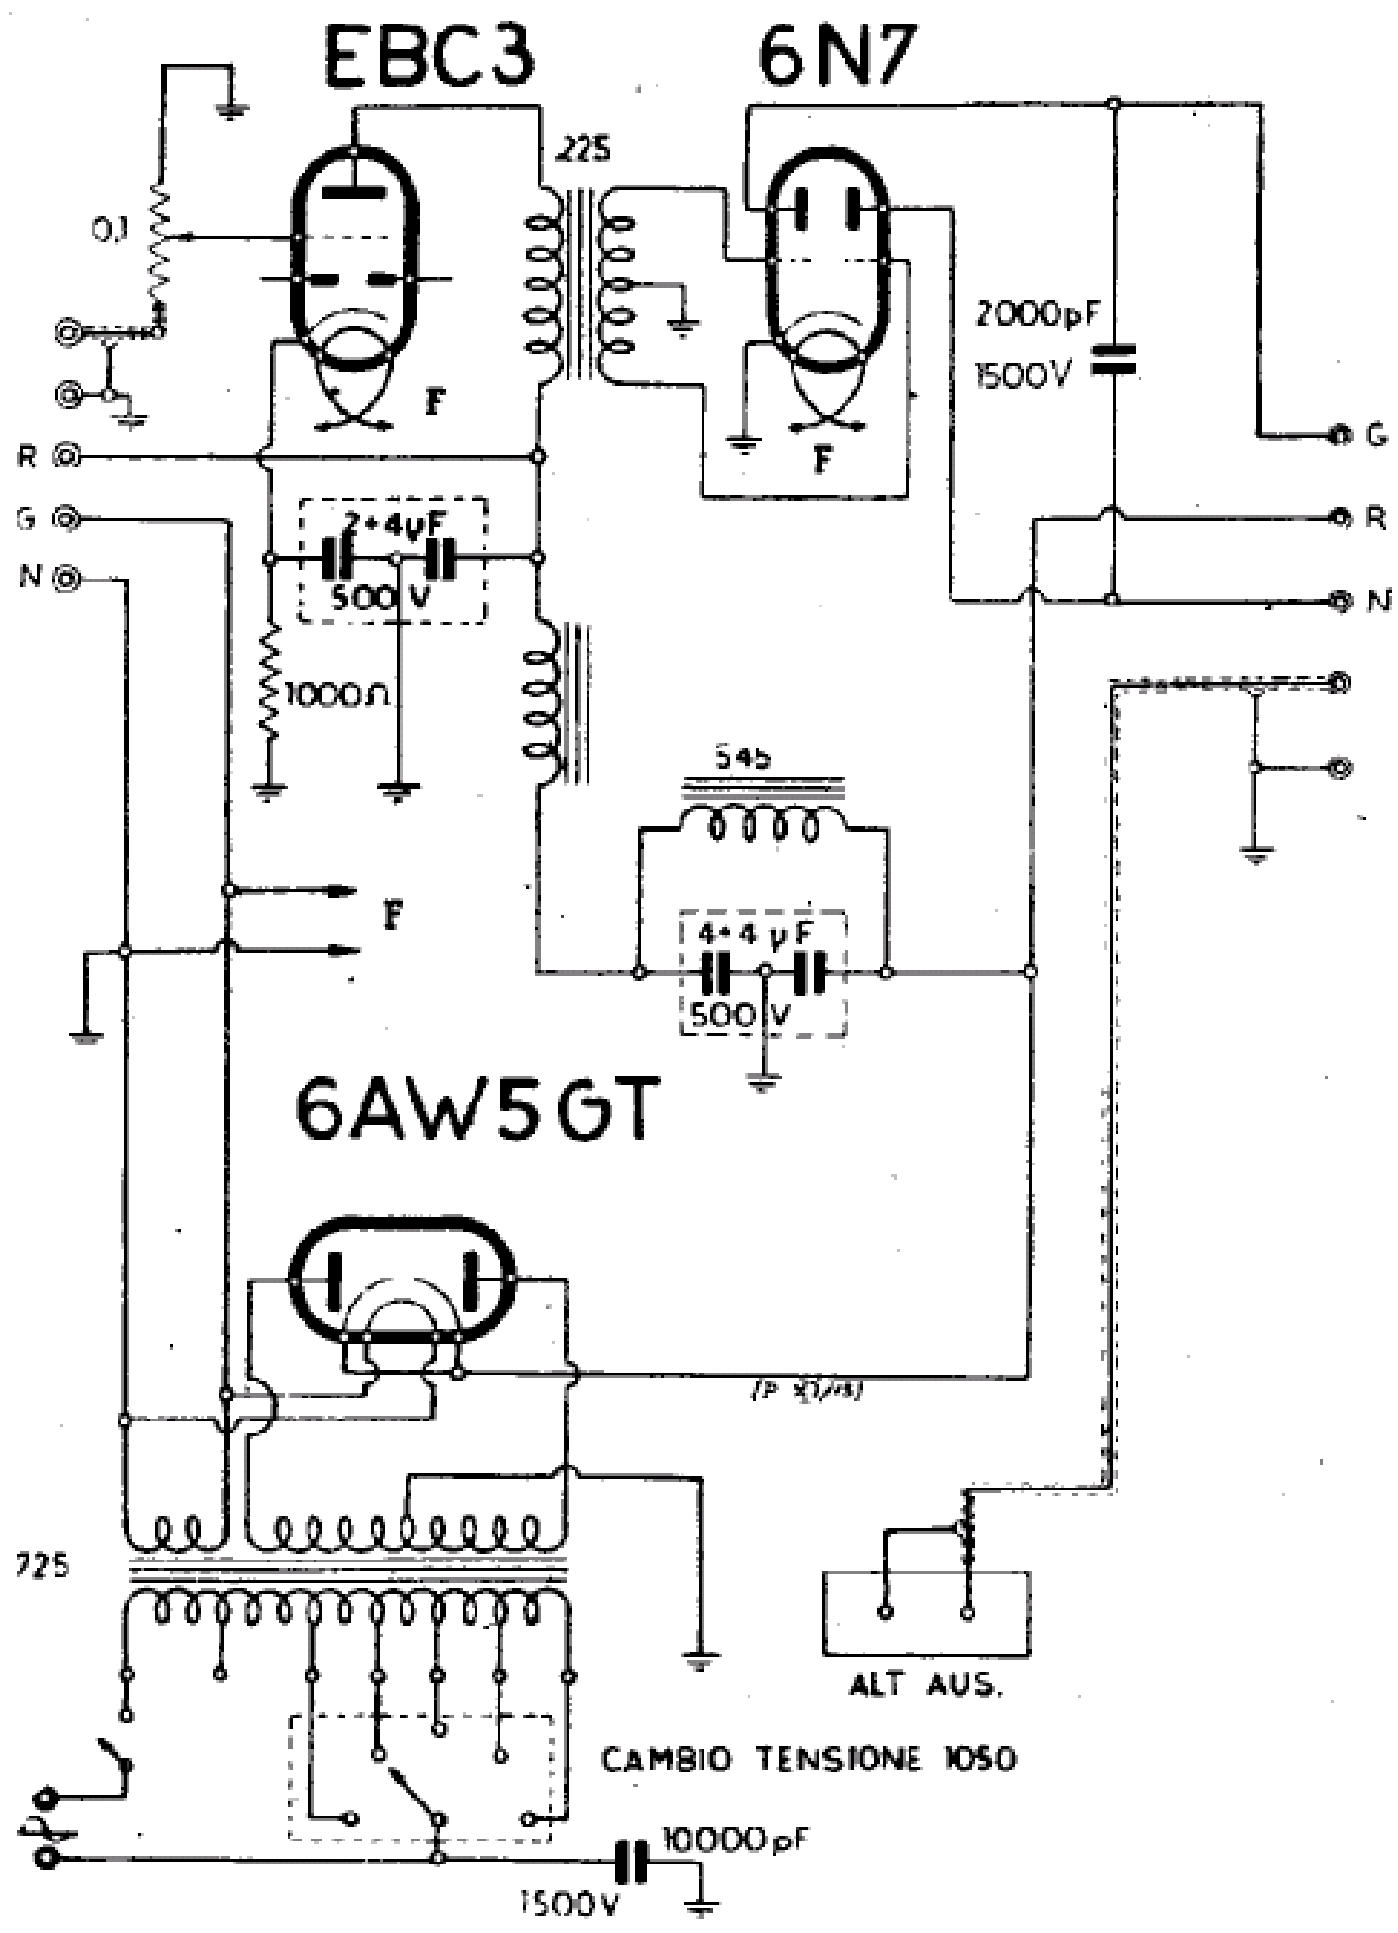 EBC3 6N7
225
0,1
2000pF
1500V
F
F
R
G
G
R
N
N
2+4µF
500V
1000Ω
545
F
4+4µF
500V
6AW5GT
725
ALT AUS.
CAMBIO TENSIONE 1050
10000pF
1500V